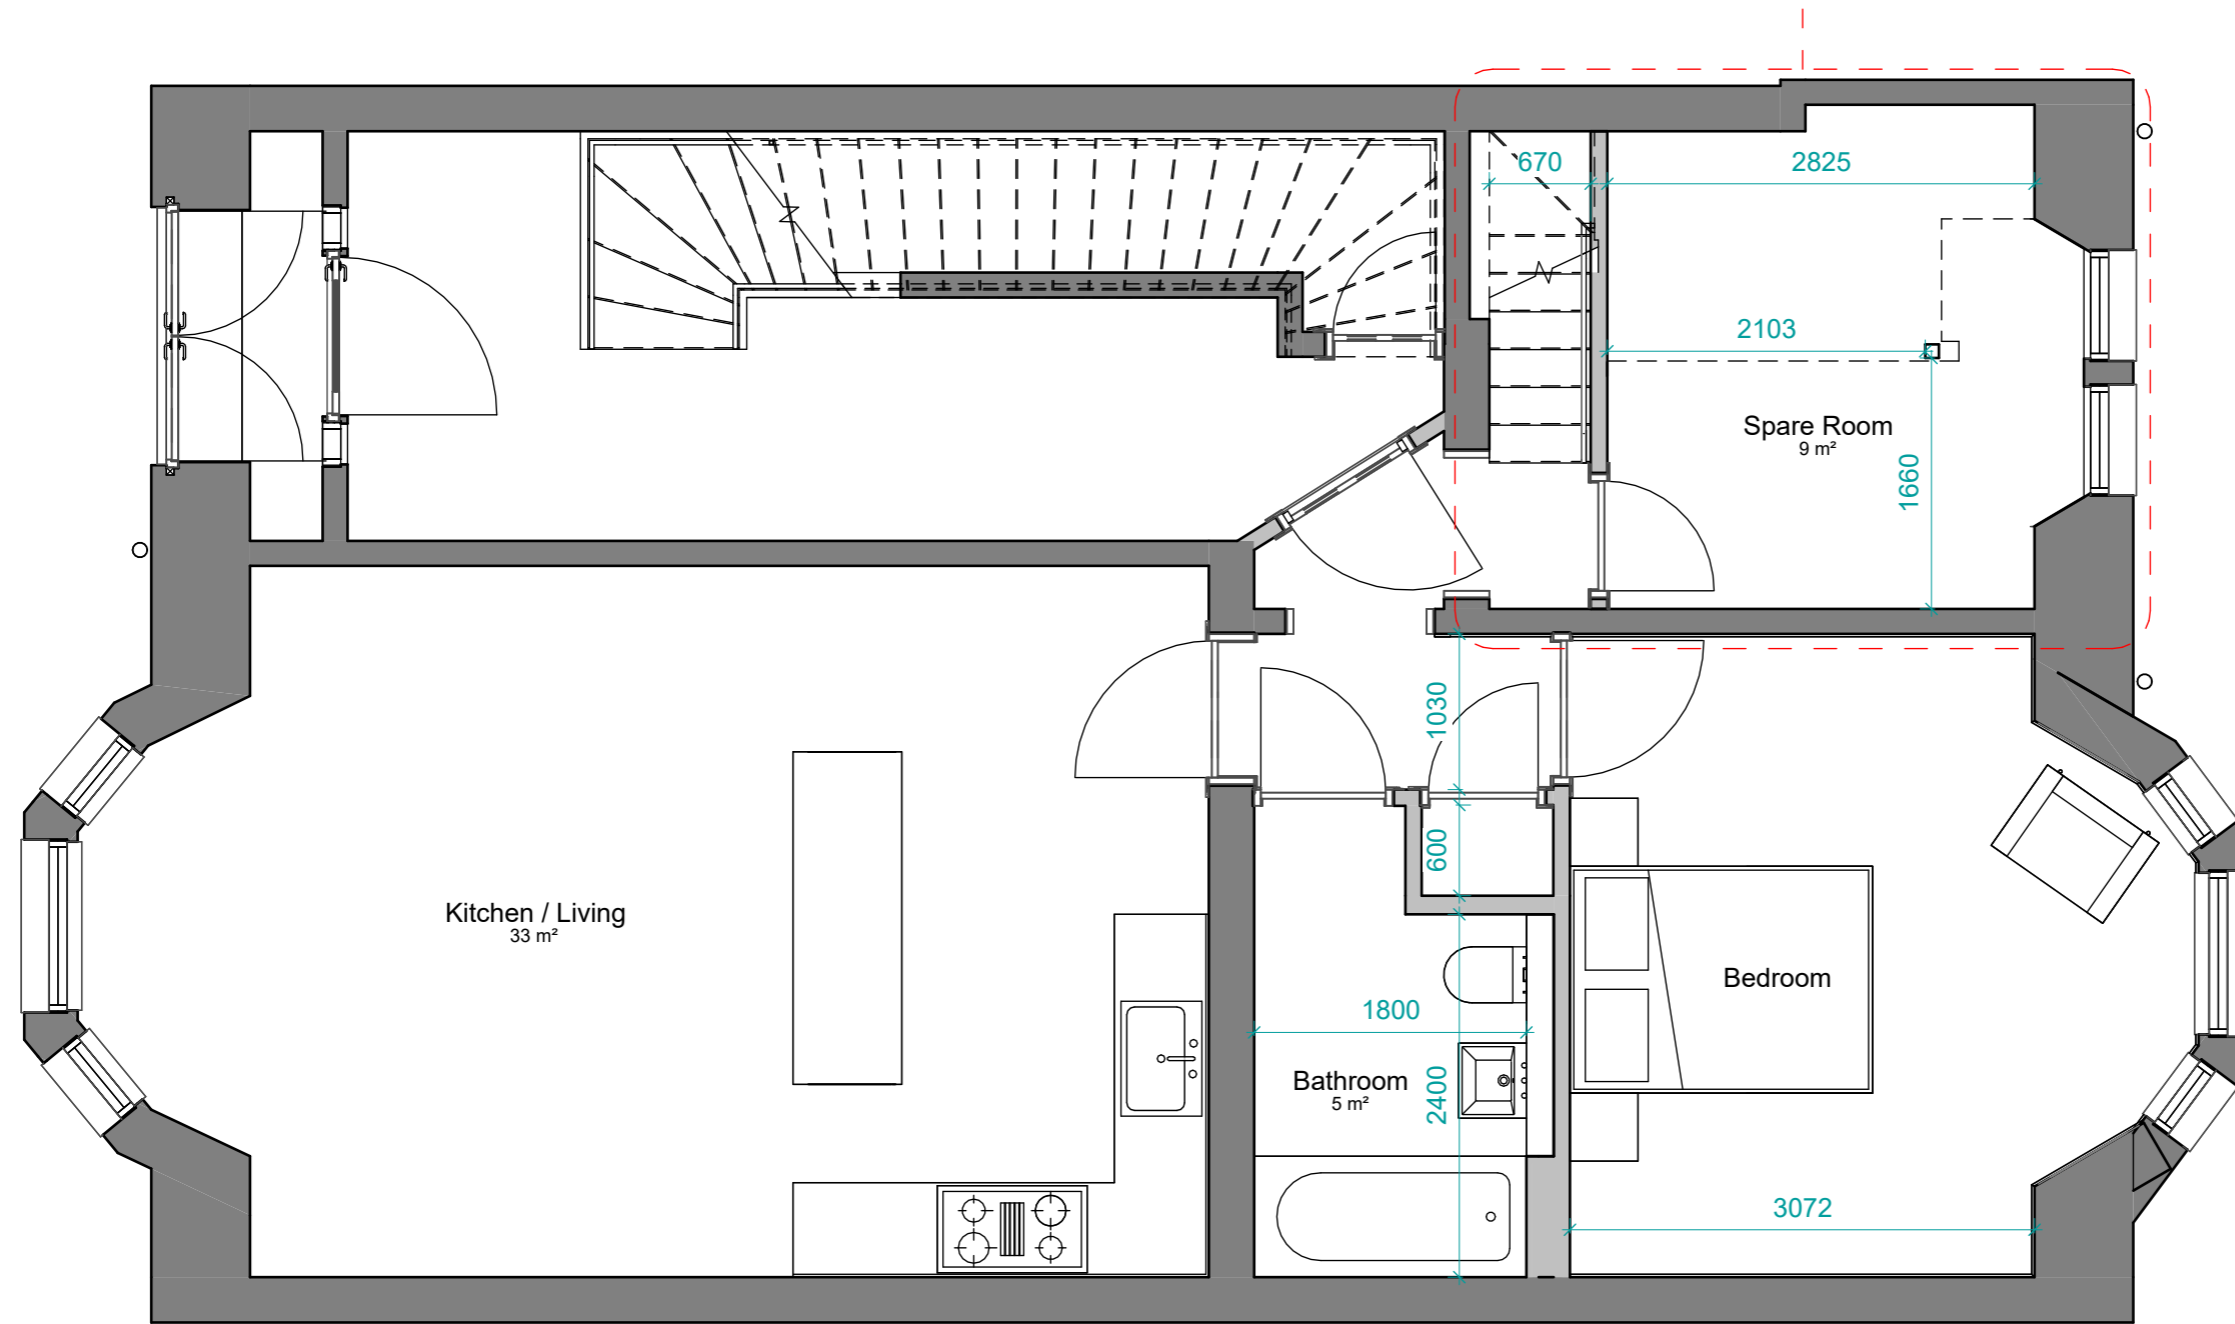 670
2825
2103
Spare Room
9 m²
1660
1030
600
Kitchen / Living
33 m²
Bedroom
1800
Bathroom
5 m²
2400
3072